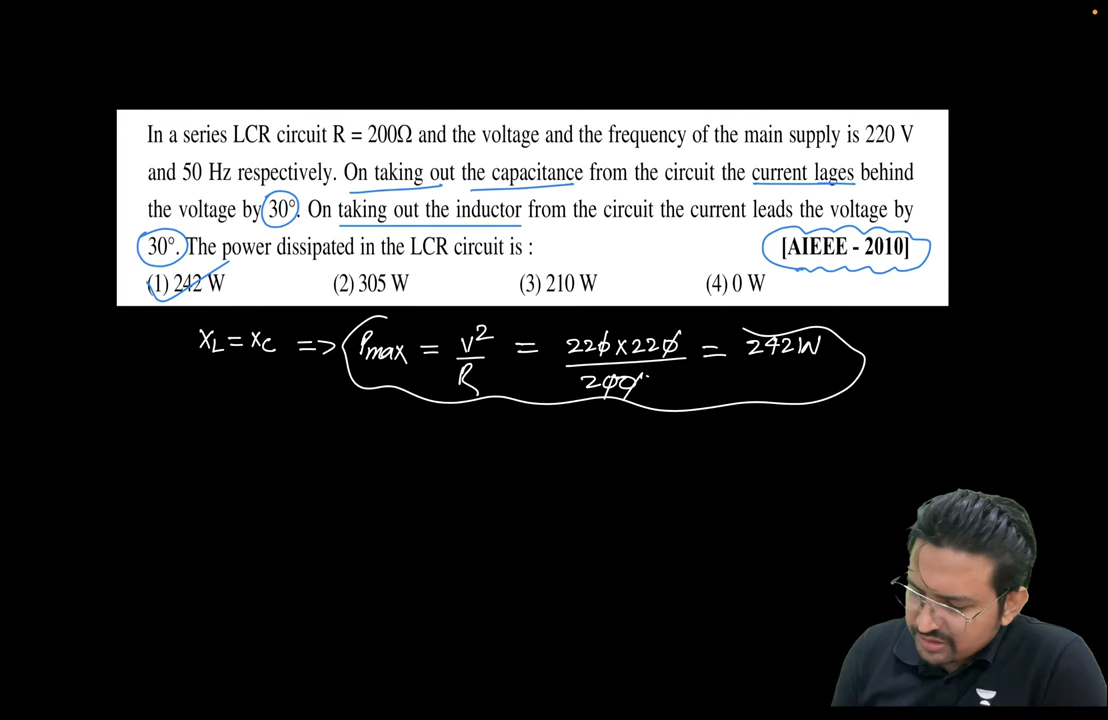 In a series LCR circuit R = 200Ω and the voltage and the frequency of the main supply is 220 V
and 50 Hz respectively. On taking out the capacitance from the circuit the current lages behind
the voltage by 30°. On taking out the inductor from the circuit the current leads the voltage by
30°. The power dissipated in the LCR circuit is :
[AIEEE - 2010]
(1) 242 W (2) 305 W (3) 210 W (4) 0 W
XL = XC => Pmax = V²/R = 220 × 220 / 200 = 242W